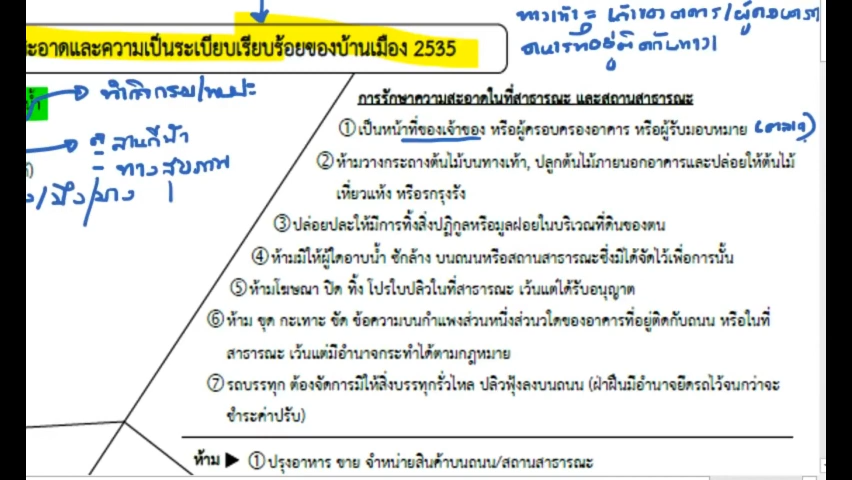 ทางเท้า = เจ้าของอาคาร/ผู้ครอบครอง
อาคารที่อยู่ติดกับทาง
สะอาดและความเป็นระเบียบเรียบร้อยของบ้านเมือง 2535
น้ำ
ทำกิจกรรม
การรักษาความสะอาดในที่สาธารณะ และสถานสาธารณะ
① เป็นหน้าที่ของเจ้าของ หรือผู้ครอบครองอาคาร หรือผู้รับมอบหมาย
สนามกีฬา
- ทางสุขภาพ
② ห้ามวางกระถางต้นไม้บนทางเท้า, ปลูกต้นไม้ภายนอกอาคารและปล่อยให้ต้นไม้
เหี่ยวแห้ง หรือรกรุงรัง
③ ปล่อยปละให้มีการทิ้งสิ่งปฏิกูลหรือมูลฝอยในบริเวณที่ดินของตน
④ ห้ามมิให้ผู้ใดอาบน้ำ ซักล้าง บนถนนหรือสถานสาธารณะซึ่งมิได้จัดไว้เพื่อการนั้น
⑤ ห้ามโฆษณา ปิด ทิ้ง โปรยใบปลิวในที่สาธารณะ เว้นแต่ได้รับอนุญาต
⑥ ห้าม ขุด กะเทาะ ขัด ข้อความบนกำแพงส่วนหนึ่งส่วนใดของอาคารที่อยู่ติดกับถนน หรือในที่
สาธารณะ เว้นแต่มีอำนาจกระทำได้ตามกฎหมาย
⑦ รถบรรทุก ต้องจัดการมิให้สิ่งบรรทุกรั่วไหล ปลิวฟุ้งลงบนถนน (ฝ่าฝืนมีอำนาจยึดรถไว้จนกว่าจะ
ชำระค่าปรับ)
ห้าม ▶ ① ปรุงอาหาร ขาย จำหน่ายสินค้าบนถนน/สถานสาธารณะ